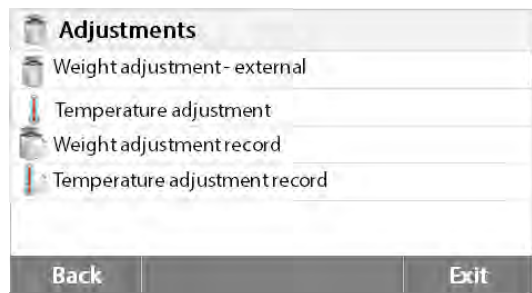 Adjustments
Weight adjustment - external
Temperature adjustment
Weight adjustment record
Temperature adjustment record
Back
Exit